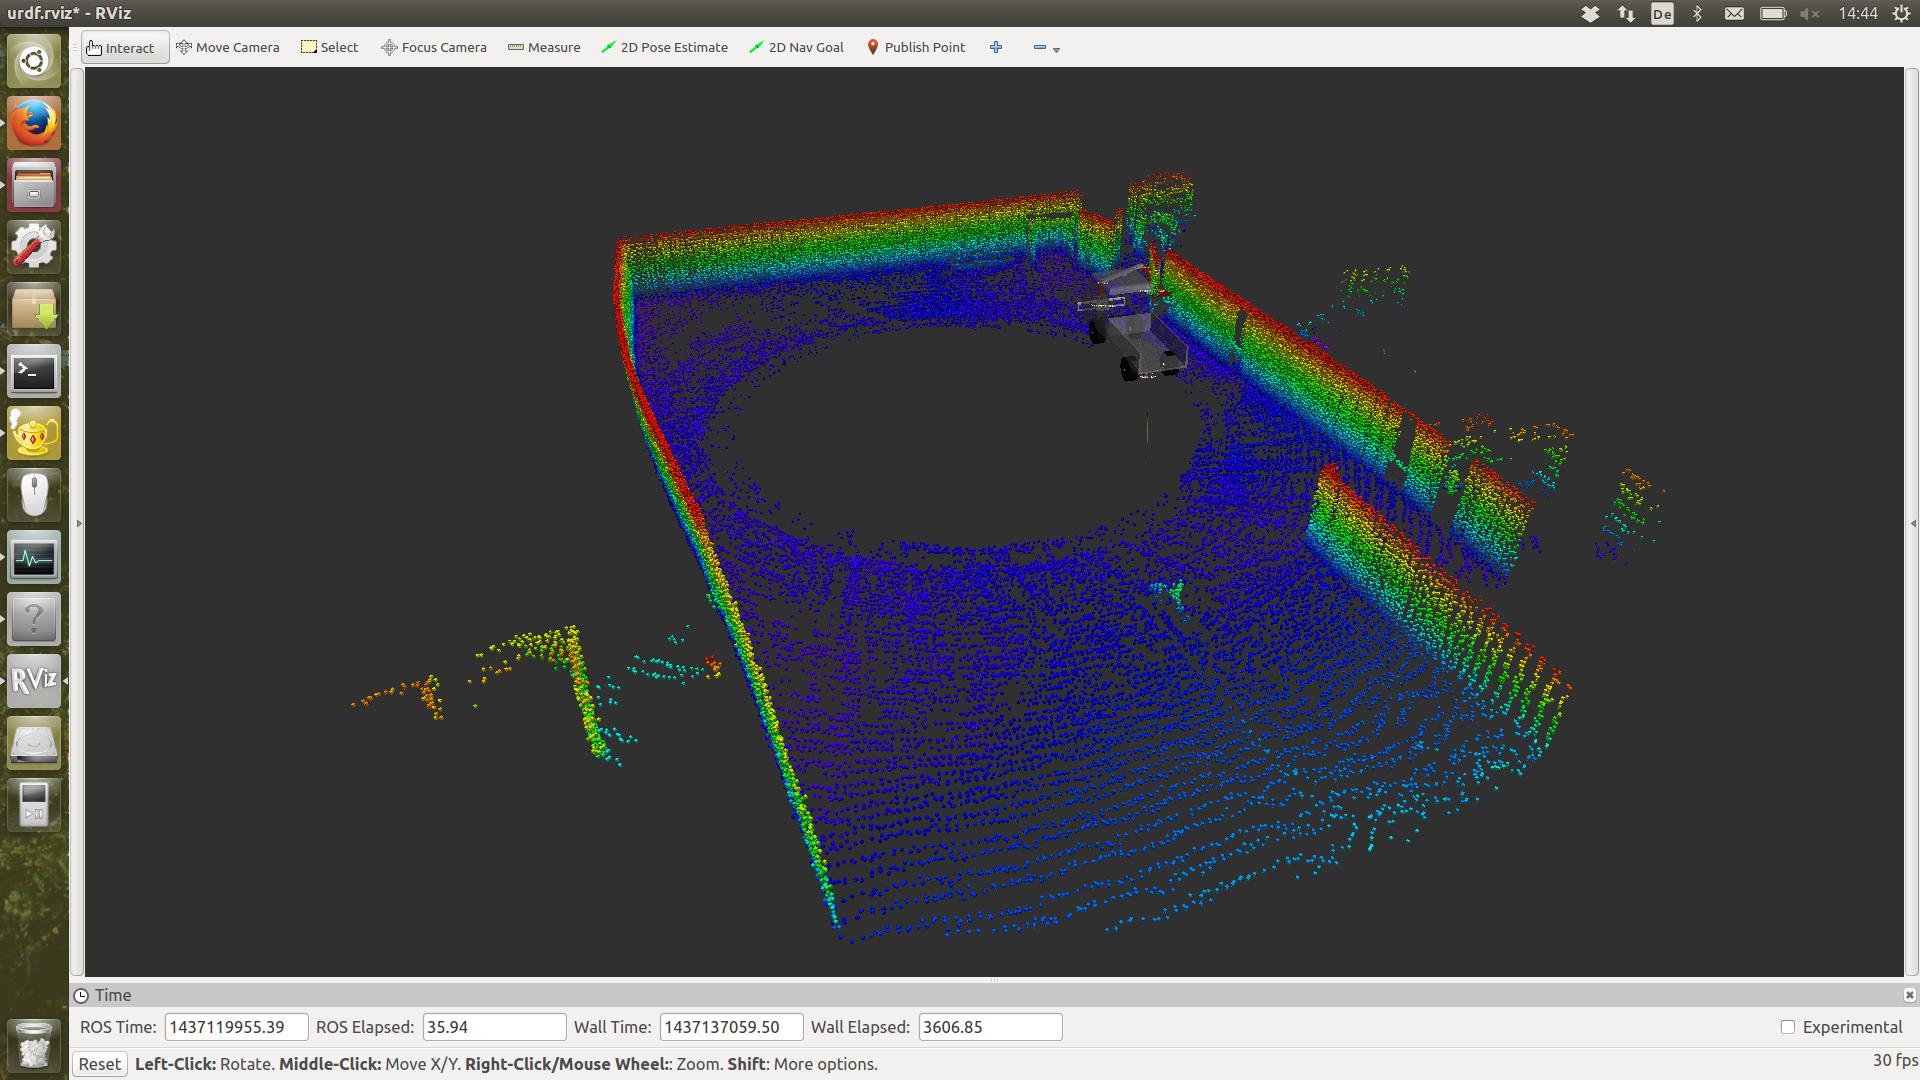 urdf.rviz* - RViz
De
14:44
Interact
Move Camera
Select
Focus Camera
Measure
2D Pose Estimate
2D Nav Goal
Publish Point
>_
?
RViz
Time
ROS Time: 1437119955.39 ROS Elapsed: 35.94 Wall Time: 1437137059.50 Wall Elapsed: 3606.85 Experimental
Reset Left-Click: Rotate. Middle-Click: Move X/Y. Right-Click/Mouse Wheel:: Zoom. Shift: More options. 30 fps